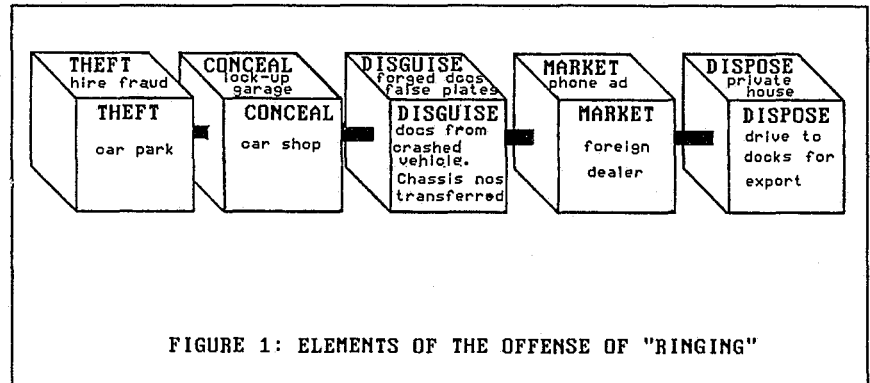 THEFT
hire fraud
THEFT
car park
CONCEAL
lock-up
garage
CONCEAL
car shop
DISGUISE
forged docs
false plates
DISGUISE
docs from
crashed
vehicle.
Chassis nos
transferred
MARKET
phone ad
MARKET
foreign
dealer
DISPOSE
private
house
DISPOSE
drive to
docks for
export
FIGURE 1: ELEMENTS OF THE OFFENSE OF "RINGING"